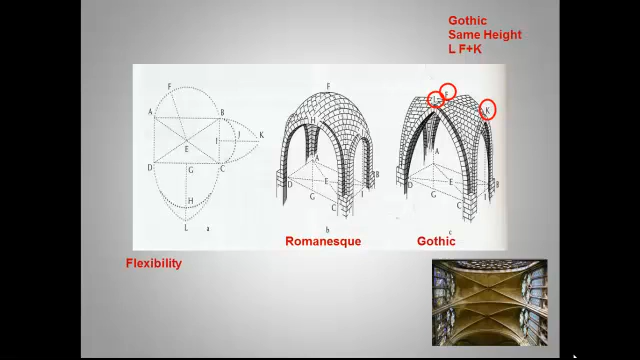 Gothic
Same Height
L F+K
F
A
B
E
I
J
K
D
G
C
H
L
a
F
H
A
D
E
B
G
I
C
b
L
F
K
A
D
E
B
G
I
C
c
Romanesque
Gothic
Flexibility